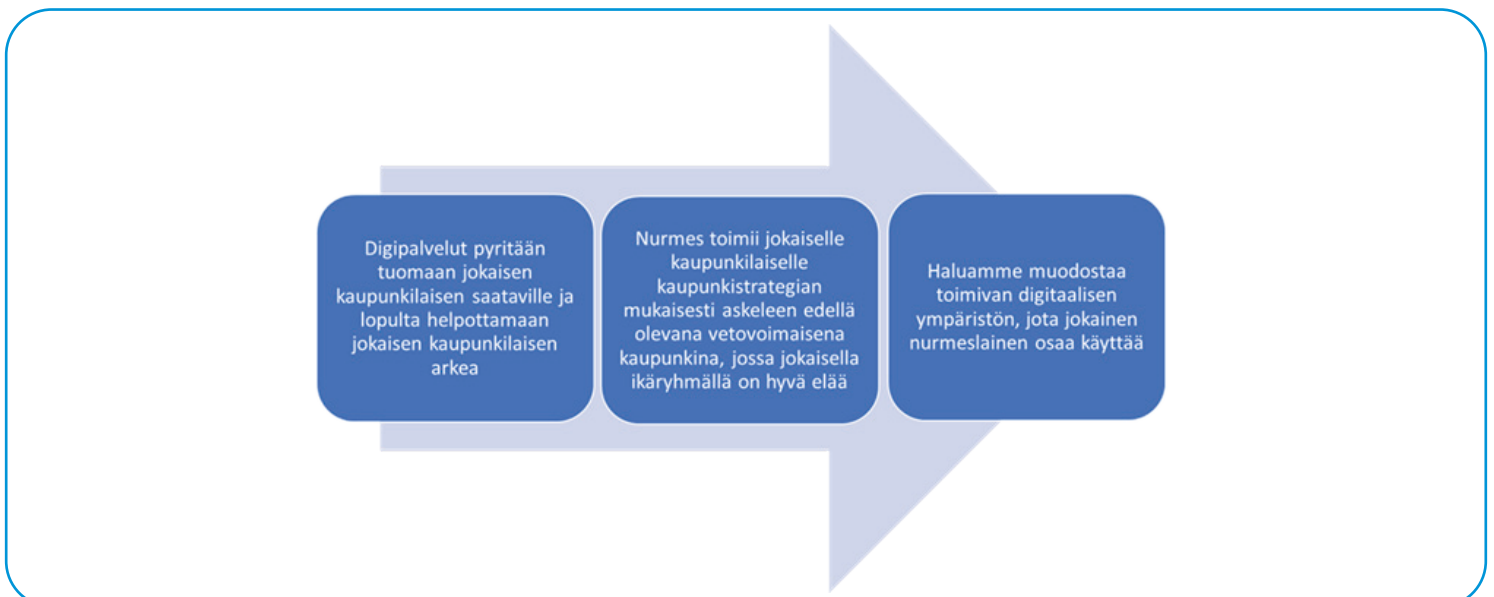 Digipalvelut pyritään
tuomaan jokaisen
kaupunkilaisen saataville ja
lopulta helpottamaan
jokaisen kaupunkilaisen
arkea
Nurmes toimii jokaiselle
kaupunkilaiselle
kaupunkistrategian
mukaisesti askeleen edellä
olevana vetovoimaisena
kaupunkina, jossa jokaisella
ikäryhmällä on hyvä elää
Haluamme muodostaa
toimivan digitaalisen
ympäristön, jota jokainen
nurmeslainen osaa käyttää